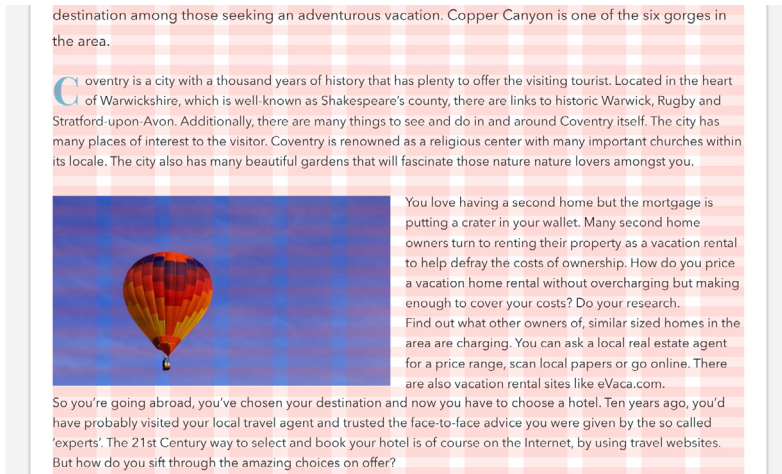 destination among those seeking an adventurous vacation. Copper Canyon is one of the six gorges in
the area.
Coventry is a city with a thousand years of history that has plenty to offer the visiting tourist. Located in the heart
of Warwickshire, which is well-known as Shakespeare’s county, there are links to historic Warwick, Rugby and
Stratford-upon-Avon. Additionally, there are many things to see and do in and around Coventry itself. The city has
many places of interest to the visitor. Coventry is renowned as a religious center with many important churches within
its locale. The city also has many beautiful gardens that will fascinate those nature nature lovers amongst you.
You love having a second home but the mortgage is
putting a crater in your wallet. Many second home
owners turn to renting their property as a vacation rental
to help defray the costs of ownership. How do you price
a vacation home rental without overcharging but making
enough to cover your costs? Do your research.
Find out what other owners of, similar sized homes in the
area are charging. You can ask a local real estate agent
for a price range, scan local papers or go online. There
are also vacation rental sites like eVaca.com.
So you’re going abroad, you’ve chosen your destination and now you have to choose a hotel. Ten years ago, you’d
have probably visited your local travel agent and trusted the face-to-face advice you were given by the so called
‘experts’. The 21st Century way to select and book your hotel is of course on the Internet, by using travel websites.
But how do you sift through the amazing choices on offer?